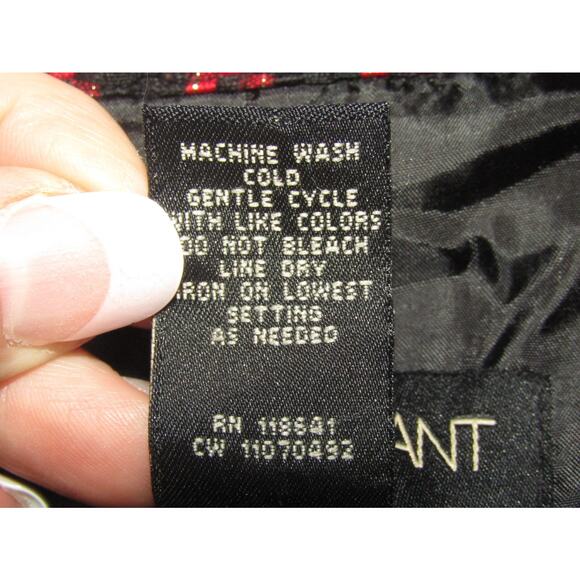 MACHINE WASH
COLD
GENTLE CYCLE
WITH LIKE COLORS
DO NOT BLEACH
LINE DRY
IRON ON LOWEST
SETTING
AS NEEDED
RN 118841
CW 11070492
ANT